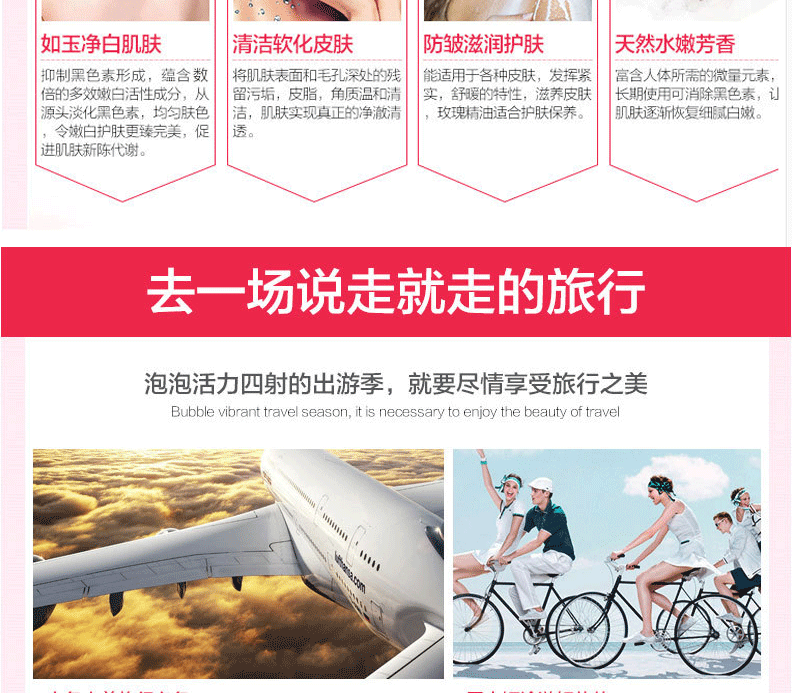 如玉净白肌肤
抑制黑色素形成，蕴含数
倍的多效嫩白活性成分，从
源头淡化黑色素，均匀肤色
，令嫩白护肤更臻完美，促
进肌肤新陈代谢。
清洁软化皮肤
将肌肤表面和毛孔深处的残
留污垢，皮脂，角质温和清
洁，肌肤实现真正的净澈清
透。
防皱滋润护肤
能适用于各种皮肤，发挥紧
实，舒暖的特性，滋养皮肤
，玫瑰精油适合护肤保养。
天然水嫩芳香
富含人体所需的微量元素，
长期使用可消除黑色素，让
肌肤逐渐恢复细腻白嫩。
去一场说走就走的旅行
泡泡活力四射的出游季，就要尽情享受旅行之美
Bubble vibrant travel season, it is necessary to enjoy the beauty of travel
lufthansa.com